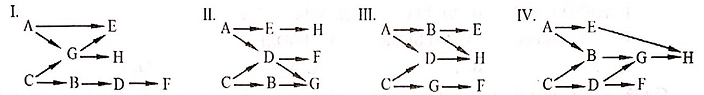 I. II. III. IV.
A E A E H A B E A E
G H D F D H B G H
C B D F C B G C G F C D F